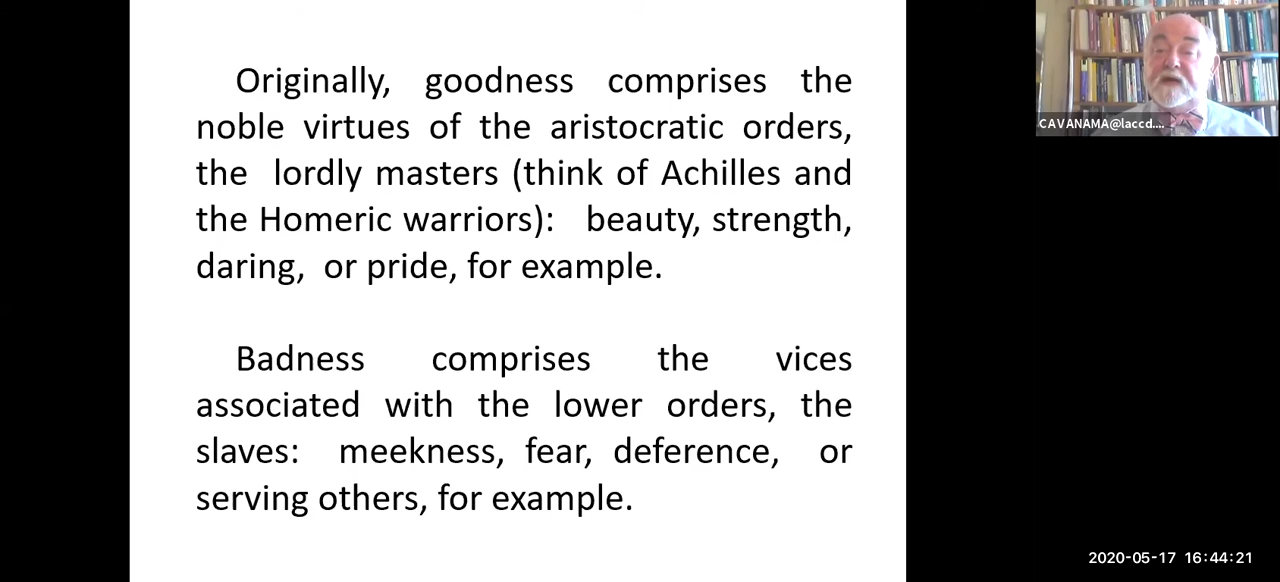 Originally, goodness comprises the
noble virtues of the aristocratic orders,
the lordly masters (think of Achilles and
the Homeric warriors): beauty, strength,
daring, or pride, for example.
Badness comprises the vices
associated with the lower orders, the
slaves: meekness, fear, deference, or
serving others, for example.
CAVANAMA@laccd....
2020-05-17 16:44:21